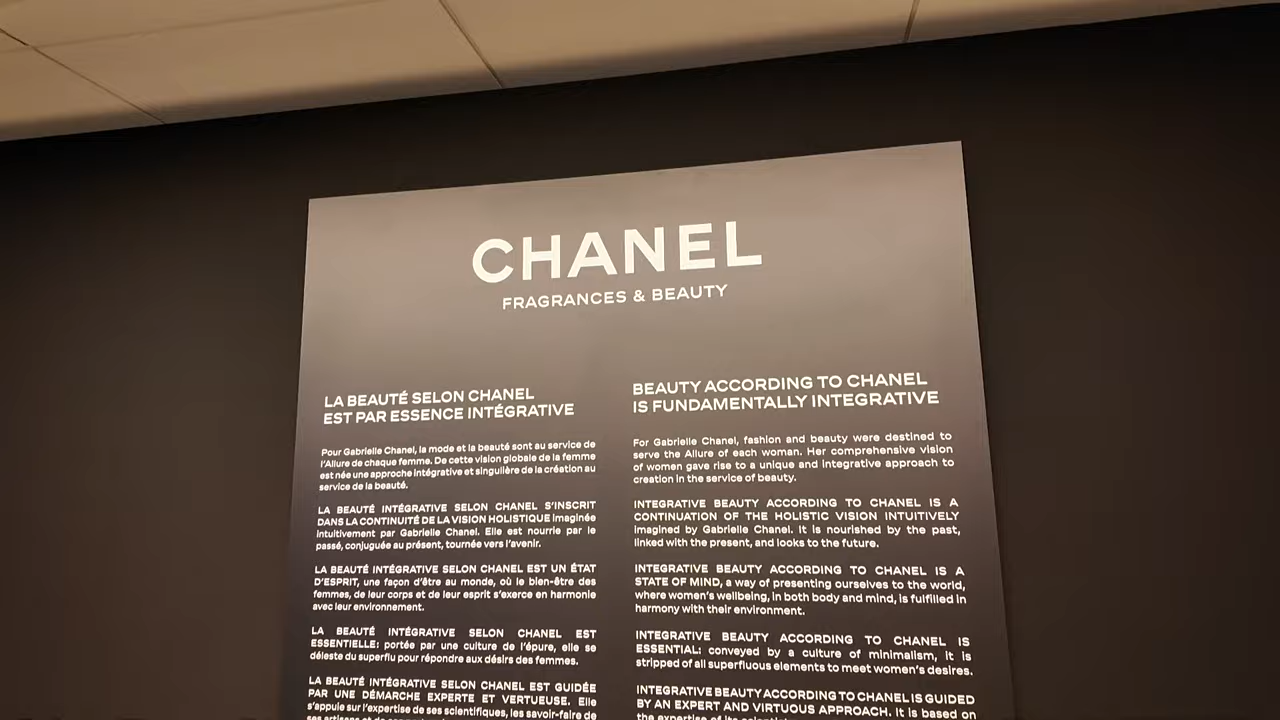 CHANEL
FRAGRANCES & BEAUTY
LA BEAUTÉ SELON CHANEL
EST PAR ESSENCE INTÉGRATIVE
Pour Gabrielle Chanel, la mode et la beauté sont au service de
l'Allure de chaque femme. De cette vision globale de la femme
est née une approche intégrative et singulière de la création au
service de la beauté.
LA BEAUTÉ INTÉGRATIVE SELON CHANEL S'INSCRIT
DANS LA CONTINUITÉ DE LA VISION HOLISTIQUE imaginée
intuitivement par Gabrielle Chanel. Elle est nourrie par le
passé, conjuguée au présent, tournée vers l'avenir.
LA BEAUTÉ INTÉGRATIVE SELON CHANEL EST UN ÉTAT
D'ESPRIT, une façon d'être au monde, où le bien-être des
femmes, de leur corps et de leur esprit s'exerce en harmonie
avec leur environnement.
LA BEAUTÉ INTÉGRATIVE SELON CHANEL EST
ESSENTIELLE: portée par une culture de l'épure, elle se
déleste du superflu pour répondre aux désirs des femmes.
LA BEAUTÉ INTÉGRATIVE SELON CHANEL EST GUIDÉE
PAR UNE DÉMARCHE EXPERTE ET VERTUEUSE. Elle
s'appuie sur l'expertise de ses scientifiques, les savoir-faire de
BEAUTY ACCORDING TO CHANEL
IS FUNDAMENTALLY INTEGRATIVE
For Gabrielle Chanel, fashion and beauty were destined to
serve the Allure of each woman. Her comprehensive vision
of women gave rise to a unique and integrative approach to
creation in the service of beauty.
INTEGRATIVE BEAUTY ACCORDING TO CHANEL IS A
CONTINUATION OF THE HOLISTIC VISION INTUITIVELY
imagined by Gabrielle Chanel. It is nourished by the past,
linked with the present, and looks to the future.
INTEGRATIVE BEAUTY ACCORDING TO CHANEL IS A
STATE OF MIND, a way of presenting ourselves to the world,
where women's wellbeing, in both body and mind, is fulfilled in
harmony with their environment.
INTEGRATIVE BEAUTY ACCORDING TO CHANEL IS
ESSENTIAL: conveyed by a culture of minimalism, it is
stripped of all superfluous elements to meet women's desires.
INTEGRATIVE BEAUTY ACCORDING TO CHANEL IS GUIDED
BY AN EXPERT AND VIRTUOUS APPROACH. It is based on
the expertise of its